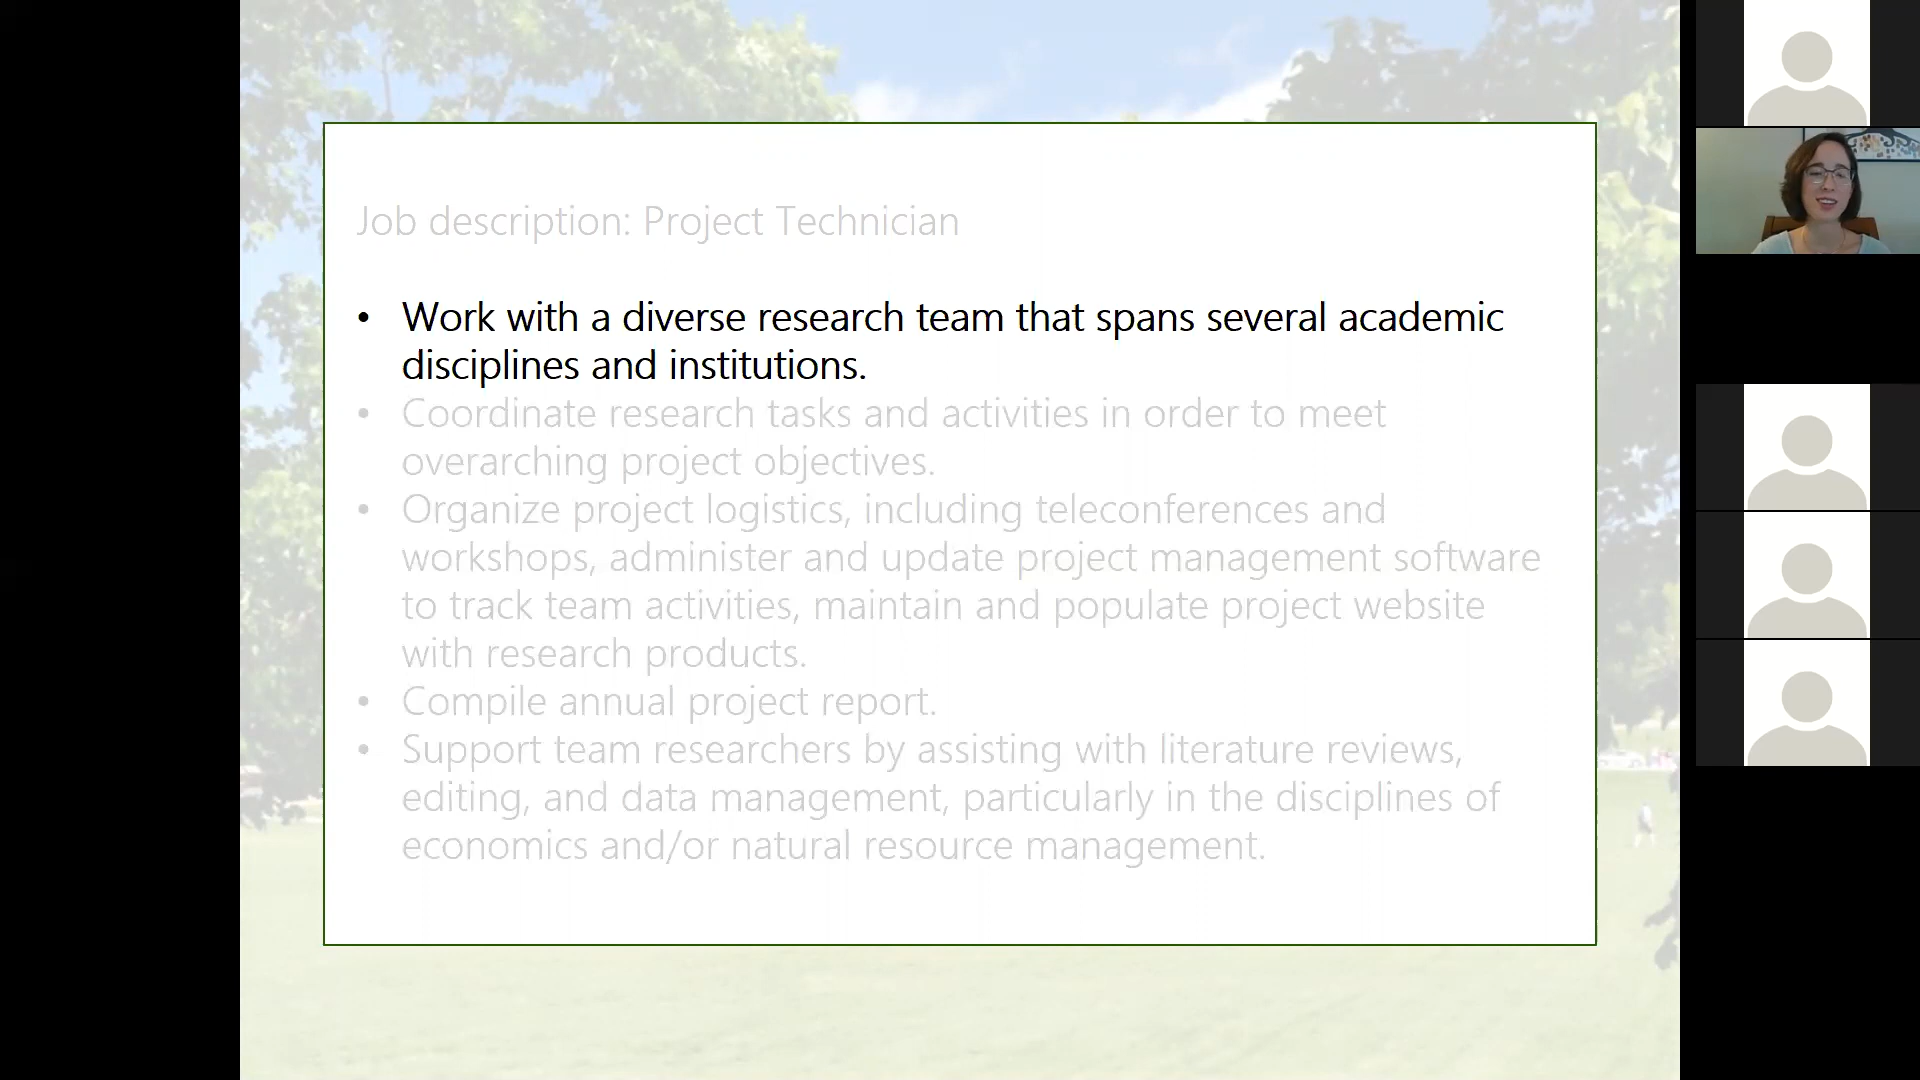 Job description: Project Technician
• Work with a diverse research team that spans several academic
disciplines and institutions.
• Coordinate research tasks and activities in order to meet
overarching project objectives.
• Organize project logistics, including teleconferences and
workshops, administer and update project management software
to track team activities, maintain and populate project website
with research products.
• Compile annual project report.
• Support team researchers by assisting with literature reviews,
editing, and data management, particularly in the disciplines of
economics and/or natural resource management.